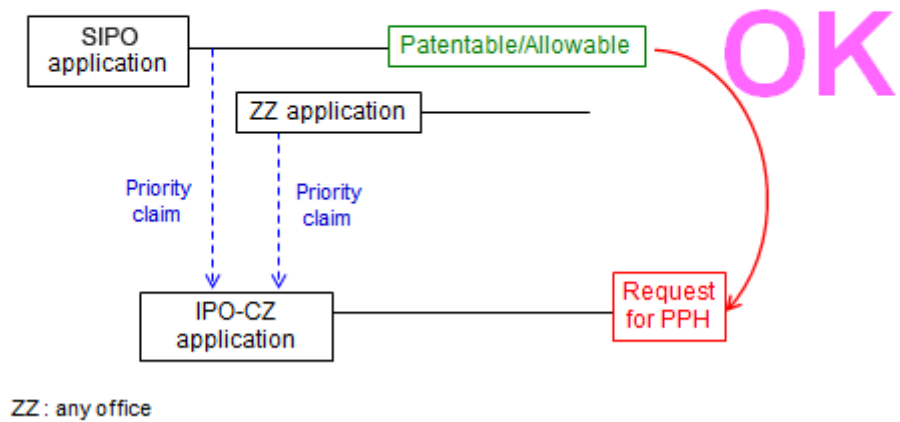 SIPO
application
Patentable/Allowable
OK
ZZ application
Priority
claim
Priority
claim
IPO-CZ
application
Request
for PPH
ZZ : any office